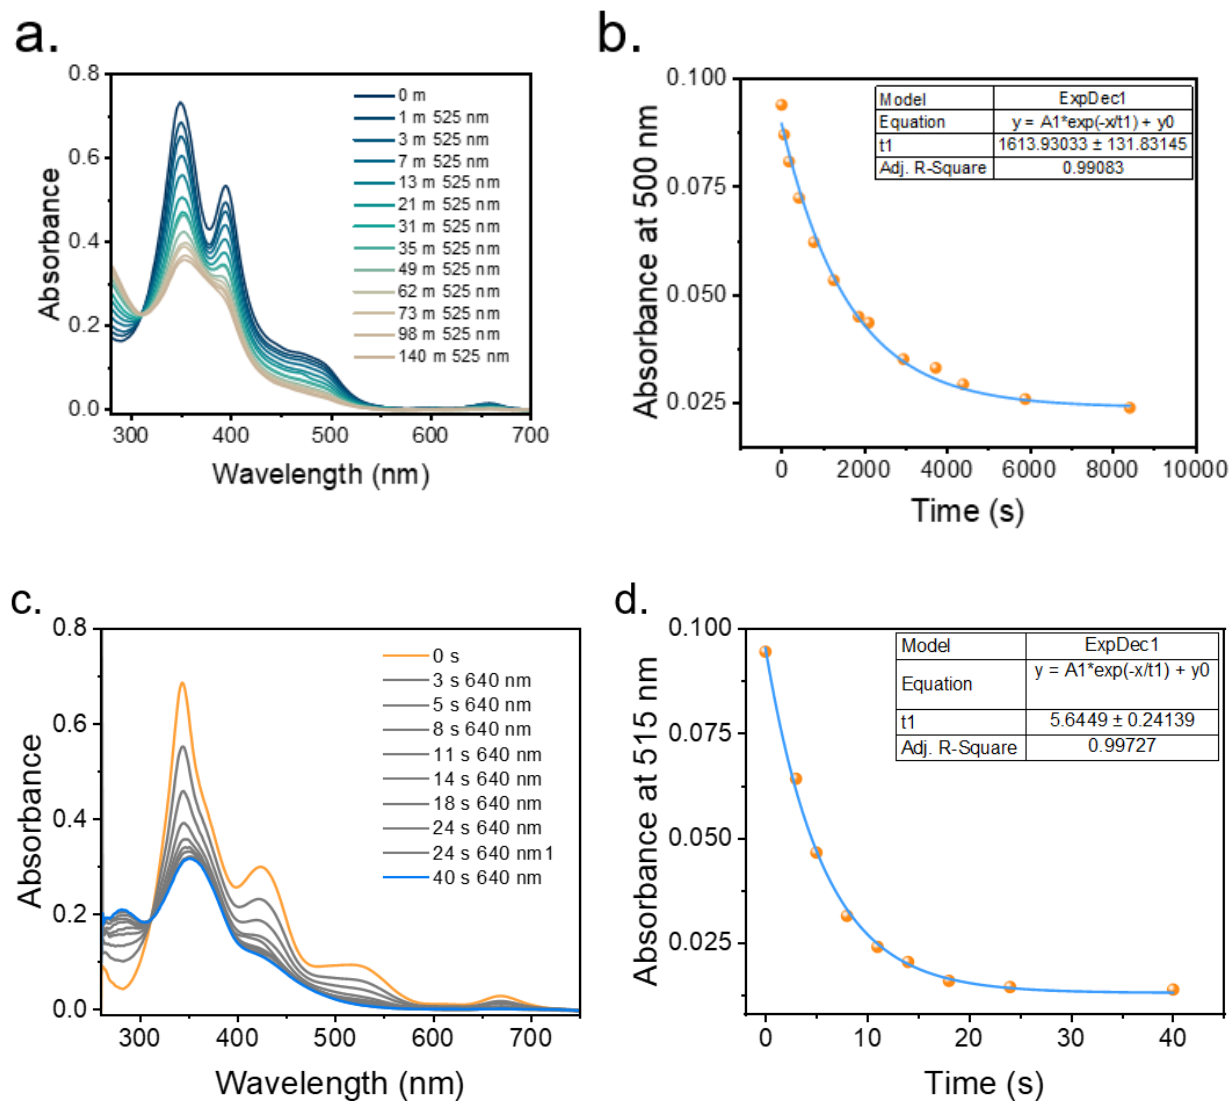 a.
0.8
0.6
0.4
0.2
0.0
300
400
500
600
700
Absorbance
Wavelength (nm)
0 m
1 m 525 nm
3 m 525 nm
7 m 525 nm
13 m 525 nm
21 m 525 nm
31 m 525 nm
35 m 525 nm
49 m 525 nm
62 m 525 nm
73 m 525 nm
98 m 525 nm
140 m 525 nm
b.
0.100
0.075
0.050
0.025
0
2000
4000
6000
8000
10000
Absorbance at 500 nm
Time (s)
Model ExpDec1
Equation y = A1*exp(-x/t1) + y0
t1 1613.93033 ± 131.83145
Adj. R-Square 0.99083
c.
0.8
0.6
0.4
0.2
0.0
300
400
500
600
700
Absorbance
Wavelength (nm)
0 s
3 s 640 nm
5 s 640 nm
8 s 640 nm
11 s 640 nm
14 s 640 nm
18 s 640 nm
24 s 640 nm
24 s 640 nm1
40 s 640 nm
d.
0.100
0.075
0.050
0.025
0
10
20
30
40
Absorbance at 515 nm
Time (s)
Model ExpDec1
Equation y = A1*exp(-x/t1) + y0
t1 5.6449 ± 0.24139
Adj. R-Square 0.99727